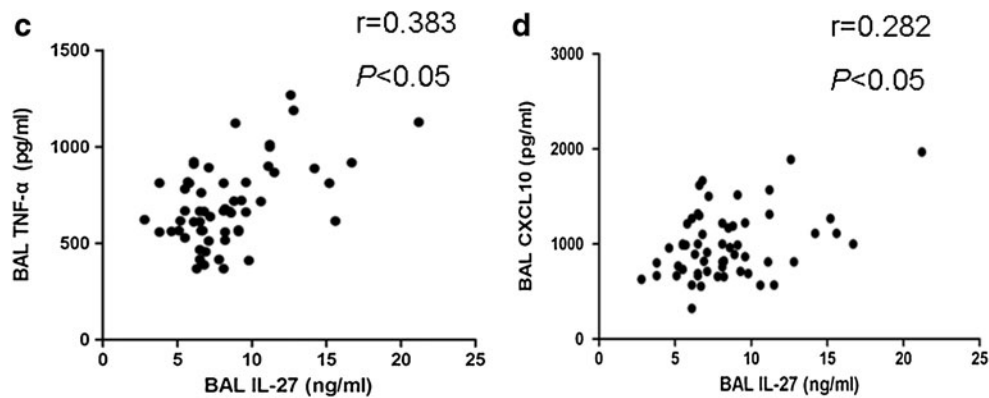 c
r=0.383
P<0.05
1500
1000
500
0
0 5 10 15 20 25
BAL TNF-α (pg/ml)
BAL IL-27 (ng/ml)
d
r=0.282
P<0.05
3000
2000
1000
0
0 5 10 15 20 25
BAL CXCL10 (pg/ml)
BAL IL-27 (ng/ml)